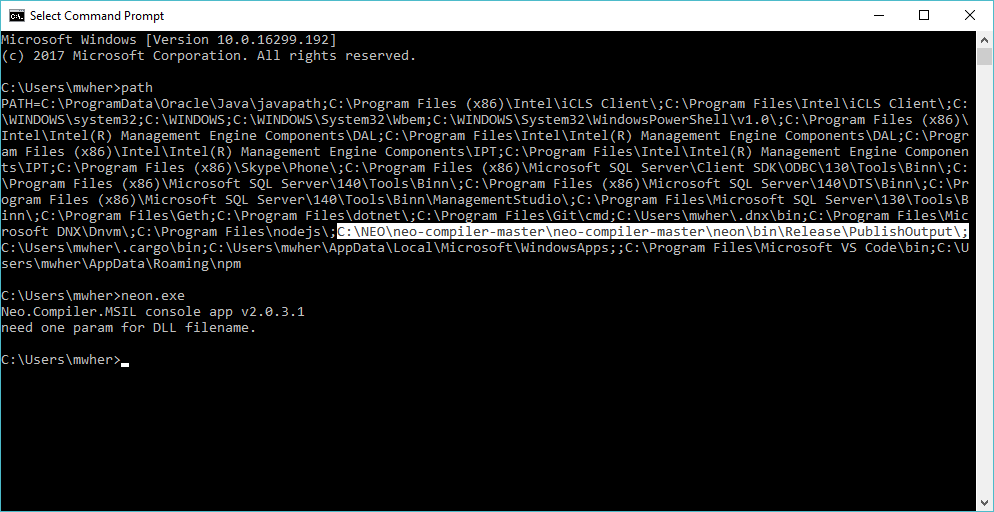 Select Command Prompt
Microsoft Windows [Version 10.0.16299.192]
(c) 2017 Microsoft Corporation. All rights reserved.
C:\Users\mwher>path
PATH=C:\ProgramData\Oracle\Java\javapath;C:\Program Files (x86)\Intel\iCLS Client\;C:\Program Files\Intel\iCLS Client\;C:
\WINDOWS\system32;C:\WINDOWS;C:\WINDOWS\System32\Wbem;C:\WINDOWS\System32\WindowsPowerShell\v1.0\;C:\Program Files (x86)\
Intel\Intel(R) Management Engine Components\DAL;C:\Program Files\Intel\Intel(R) Management Engine Components\DAL;C:\Progr
am Files (x86)\Intel\Intel(R) Management Engine Components\IPT;C:\Program Files\Intel\Intel(R) Management Engine Componen
ts\IPT;C:\Program Files (x86)\Skype\Phone\;C:\Program Files (x86)\Microsoft SQL Server\Client SDK\ODBC\130\Tools\Binn\;C:
\Program Files (x86)\Microsoft SQL Server\140\Tools\Binn\;C:\Program Files (x86)\Microsoft SQL Server\140\DTS\Binn\;C:\Pr
ogram Files (x86)\Microsoft SQL Server\140\Tools\Binn\ManagementStudio\;C:\Program Files\Microsoft SQL Server\130\Tools\B
inn\;C:\Program Files\Geth;C:\Program Files\dotnet\;C:\Program Files\Git\cmd;C:\Users\mwher\.dnx\bin;C:\Program Files\Mic
rosoft DNX\Dnvm\;C:\Program Files\nodejs\;C:\NEO\neo-compiler-master\neo-compiler-master\neon\bin\Release\PublishOutput\;
C:\Users\mwher\.cargo\bin;C:\Users\mwher\AppData\Local\Microsoft\WindowsApps;;C:\Program Files\Microsoft VS Code\bin;C:\U
sers\mwher\AppData\Roaming\npm
C:\Users\mwher>neon.exe
Neo.Compiler.MSIL console app v2.0.3.1
need one param for DLL filename.
C:\Users\mwher>